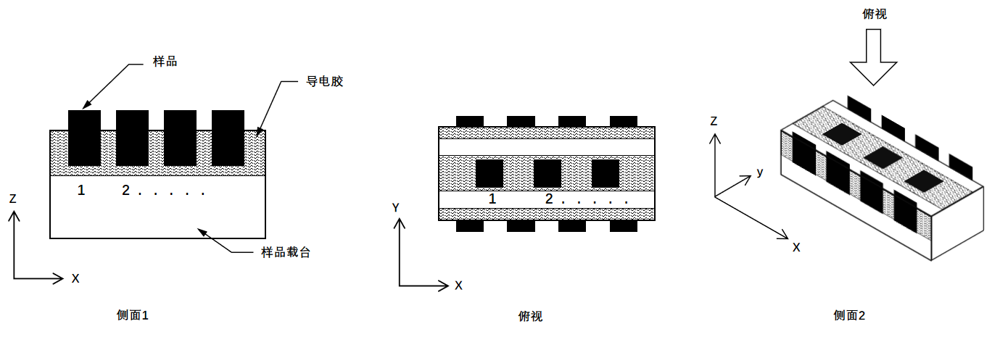 样品
导电胶
1 2 . . . . .
样品载台
Z
X
侧面1
1 2 . . . . .
Y
X
俯视
俯视
Z
y
X
侧面2